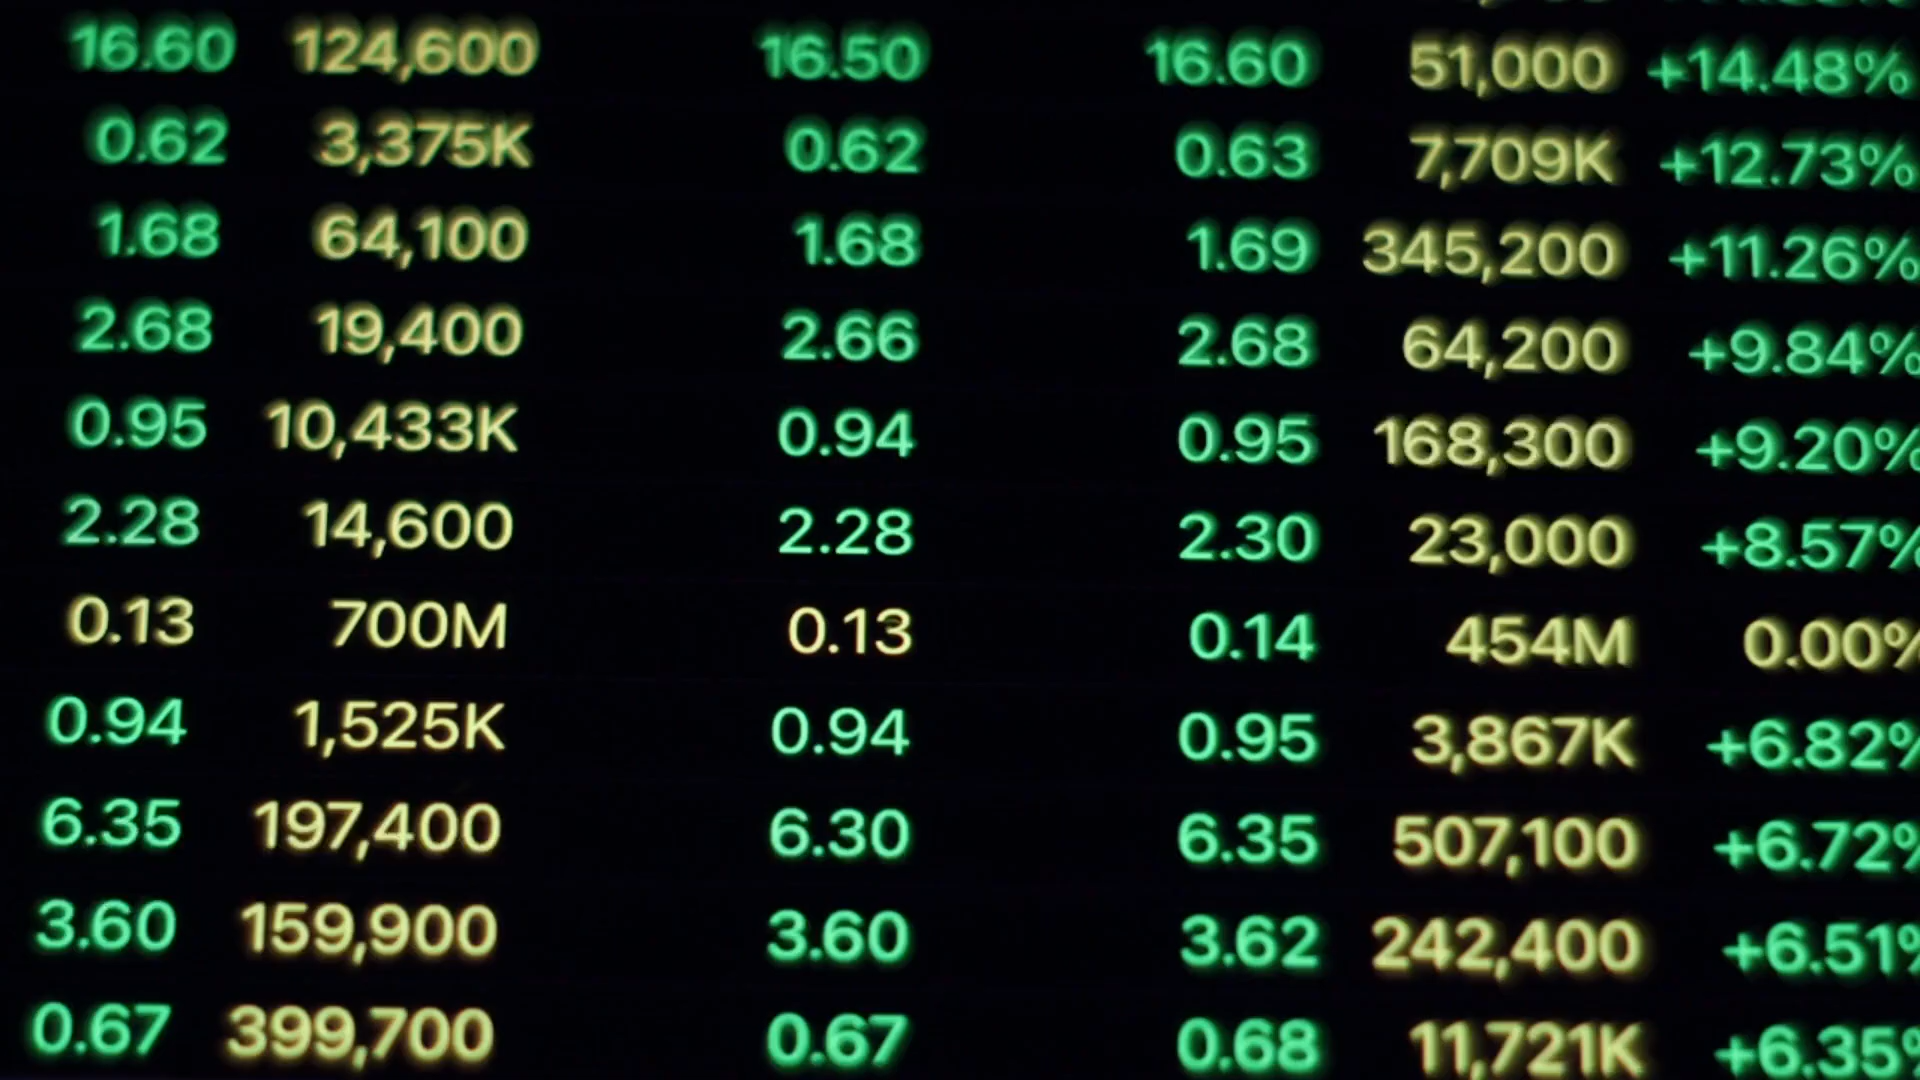 16.60 124,600 16.50 16.60 51,000 +14.48%
0.62 3,375K 0.62 0.63 7,709K +12.73%
1.68 64,100 1.68 1.69 345,200 +11.26%
2.68 19,400 2.66 2.68 64,200 +9.84%
0.95 10,433K 0.94 0.95 168,300 +9.20%
2.28 14,600 2.28 2.30 23,000 +8.57%
0.13 700M 0.13 0.14 454M 0.00%
0.94 1,525K 0.94 0.95 3,867K +6.82%
6.35 197,400 6.30 6.35 507,100 +6.72%
3.60 159,900 3.60 3.62 242,400 +6.51%
0.67 399,700 0.67 0.68 11,721K +6.35%